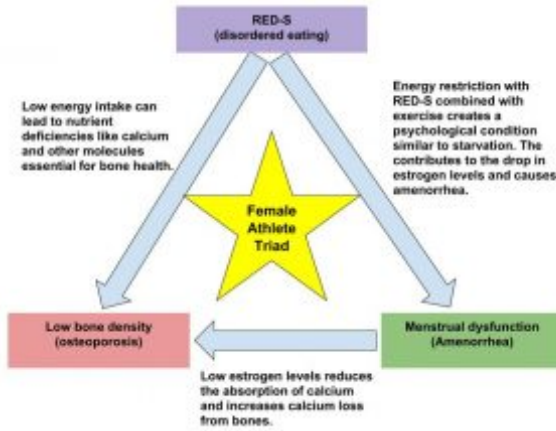 RED-S
(disordered eating)
Low energy intake can
lead to nutrient
deficiencies like calcium
and other molecules
essential for bone health.
Energy restriction with
RED-S combined with
exercise creates a
psychological condition
similar to starvation. The
contributes to the drop in
estrogen levels and causes
amenorrhea.
Female
Athlete
Triad
Low bone density
(osteoporosis)
Menstrual dysfunction
(Amenorrhea)
Low estrogen levels reduces
the absorption of calcium
and increases calcium loss
from bones.